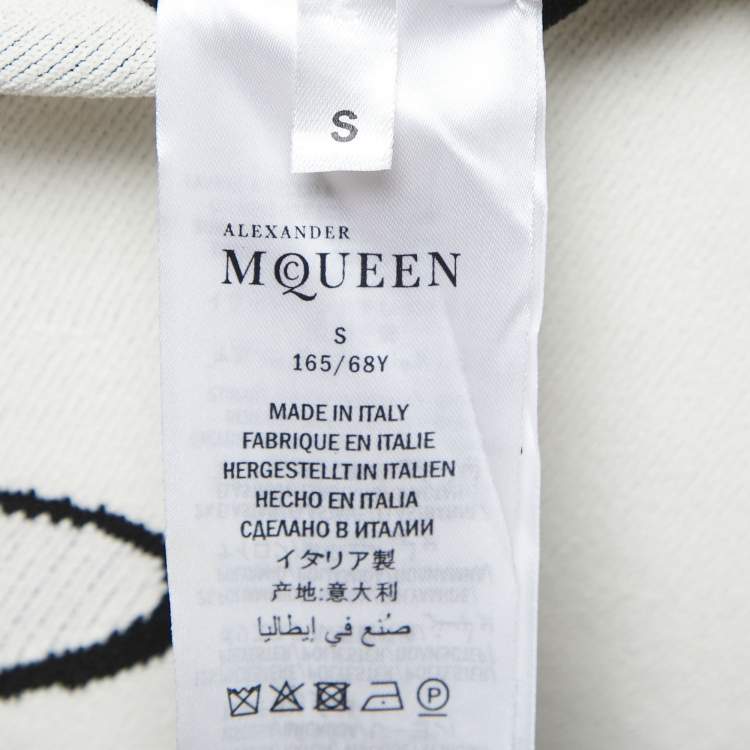 S
ALEXANDER
McQUEEN
S
165/68Y
MADE IN ITALY
FABRIQUE EN ITALIE
HERGESTELLT IN ITALIEN
HECHO EN ITALIA
СДЕЛАНО В ИТАЛИИ
イタリア製
产地:意大利
صُنع في إيطاليا
P